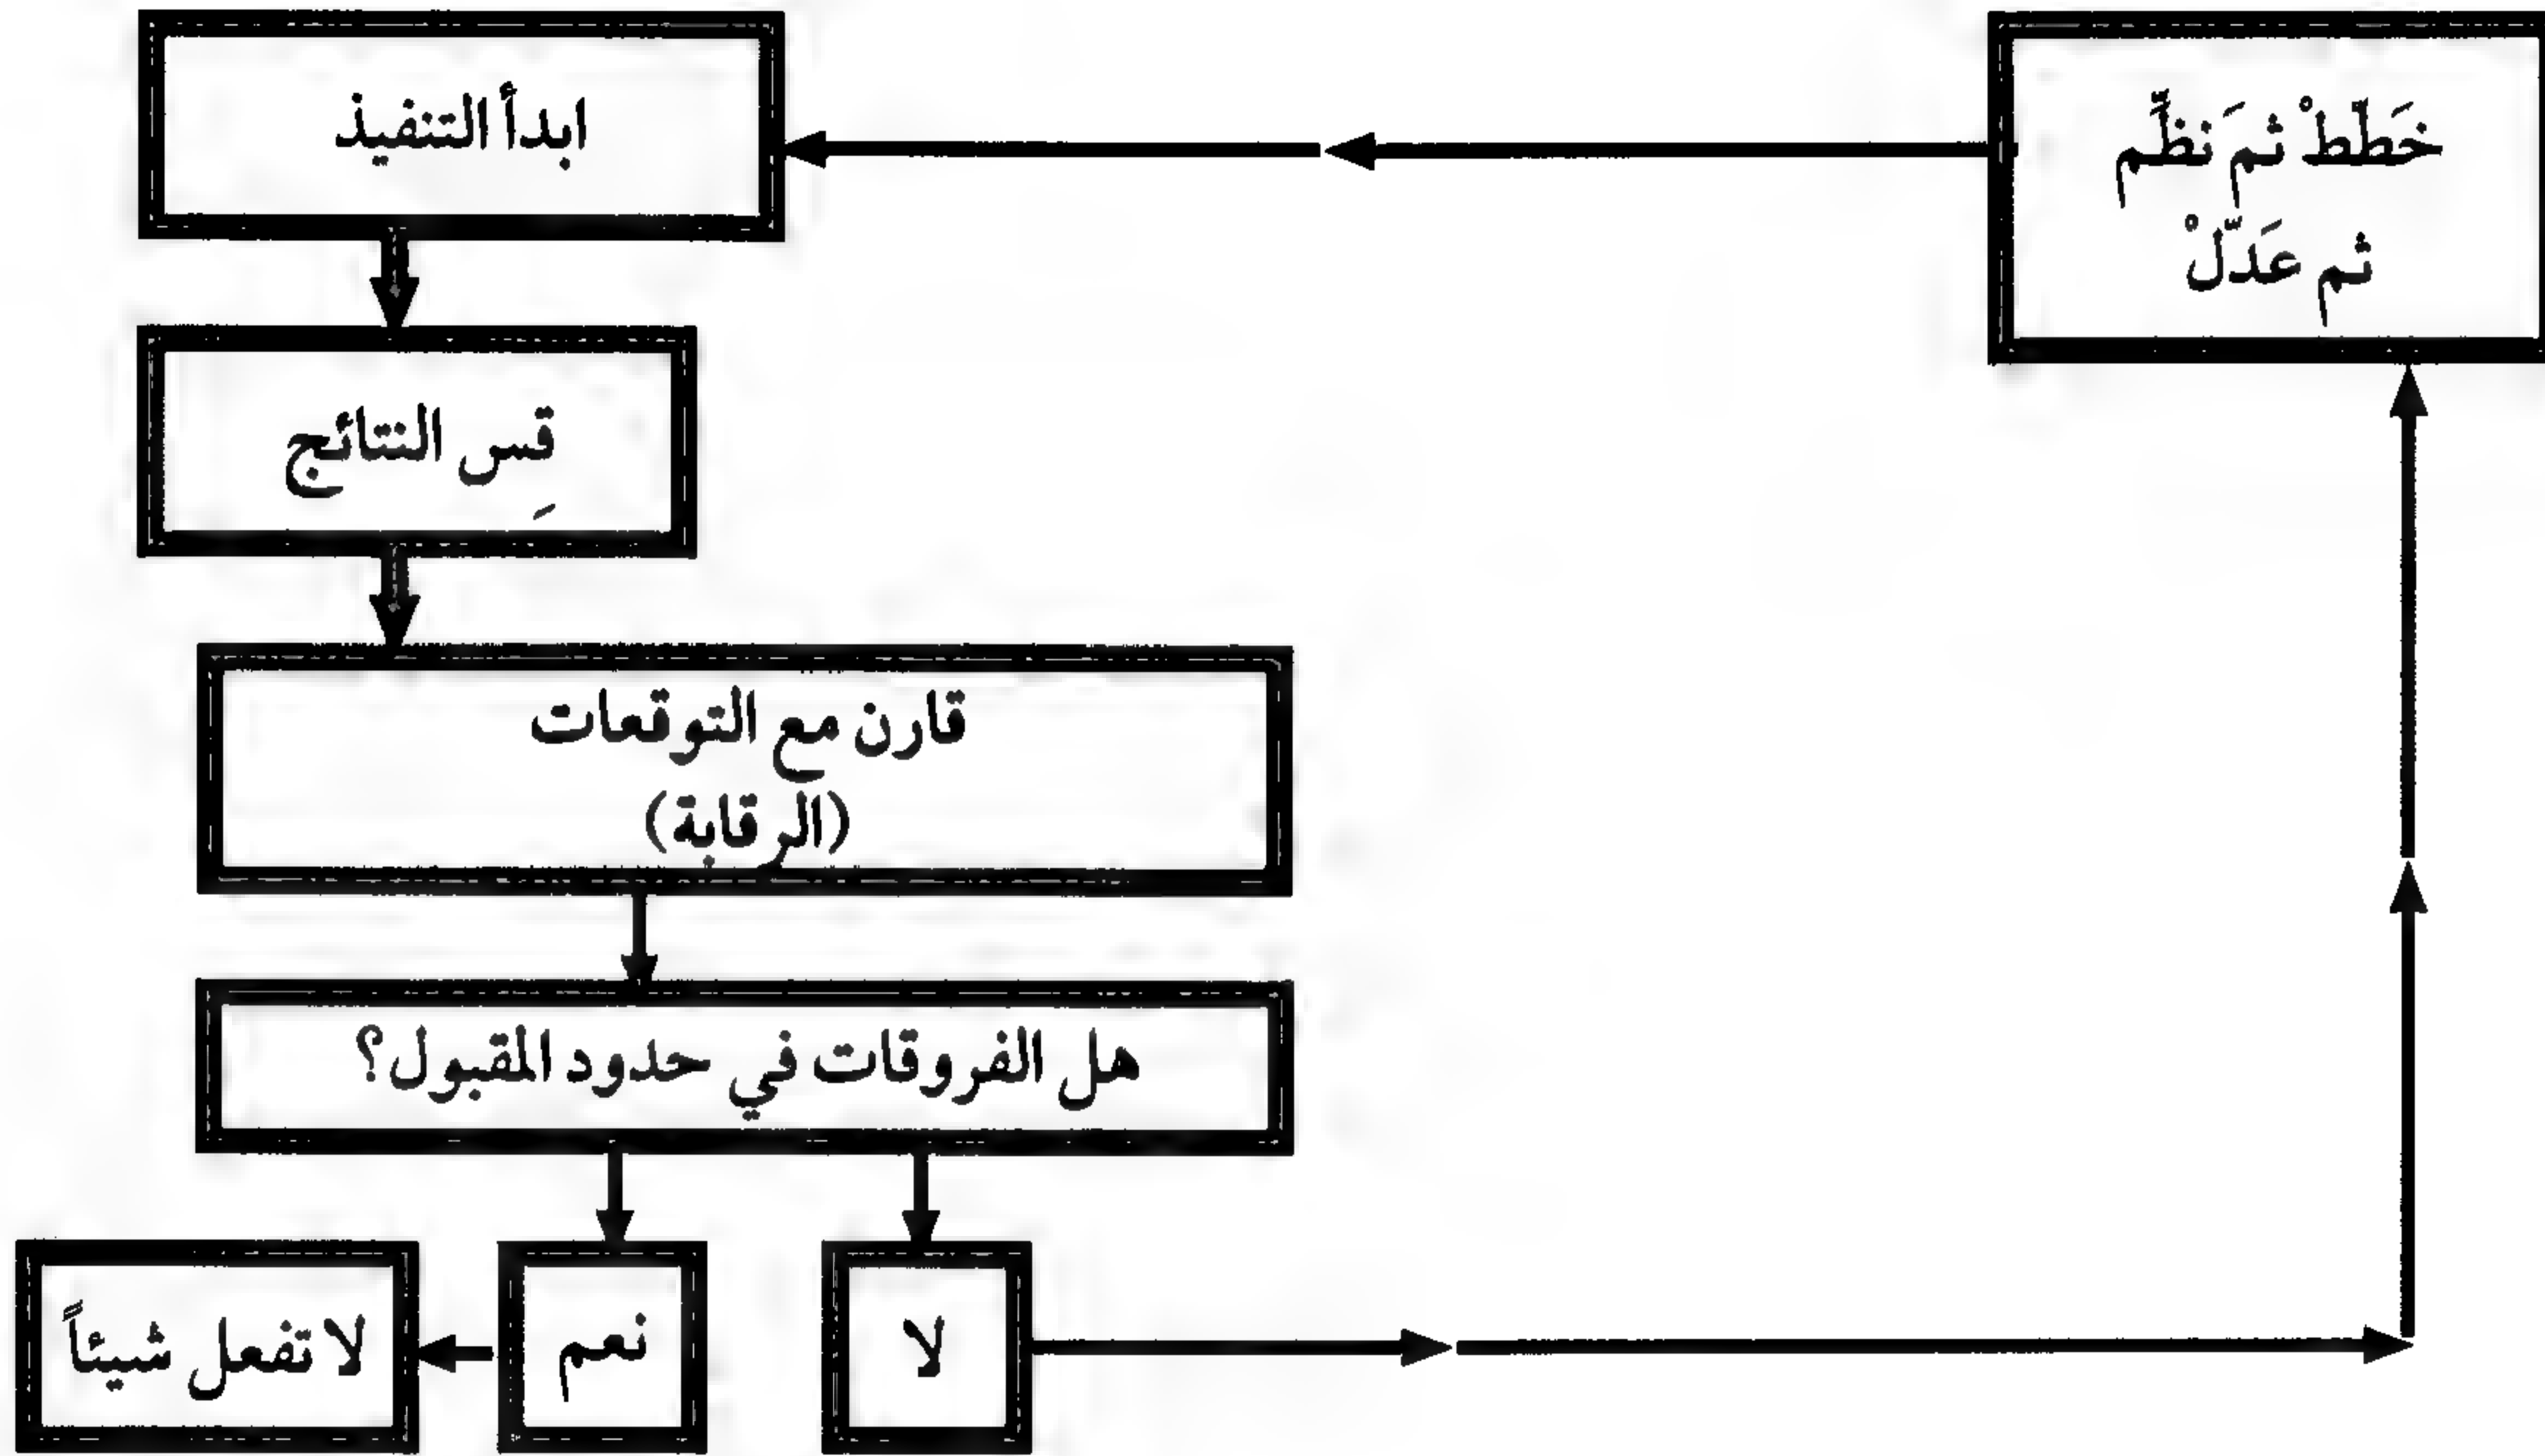 خَطّطْ ثمَ نظِّم
ثم عَدّلْ
ابدأ التنفيذ
قِس النتائج
قارن مع التوقعات
(الرقابة)
هل الفروقات في حدود المقبول؟
لا
نعم
لا تفعل شيئاً